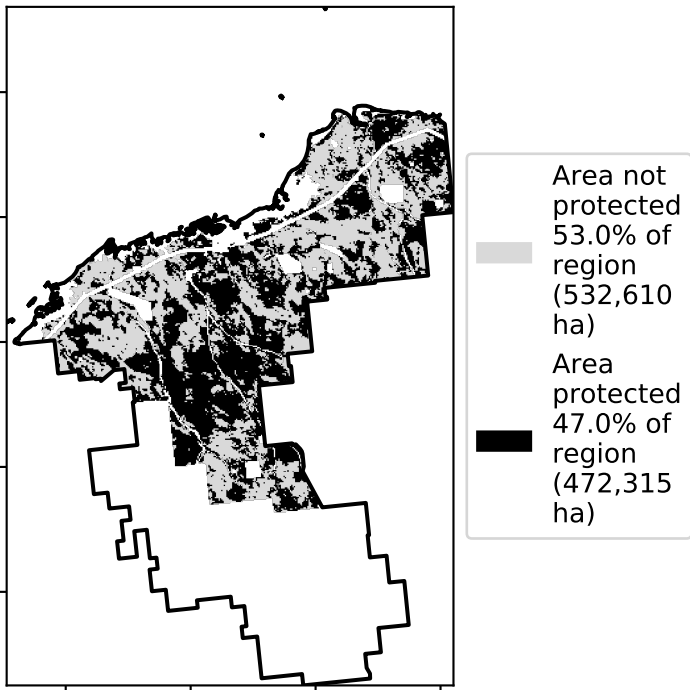 Area not
protected
53.0% of
region
(532,610
ha)
Area
protected
47.0% of
region
(472,315
ha)